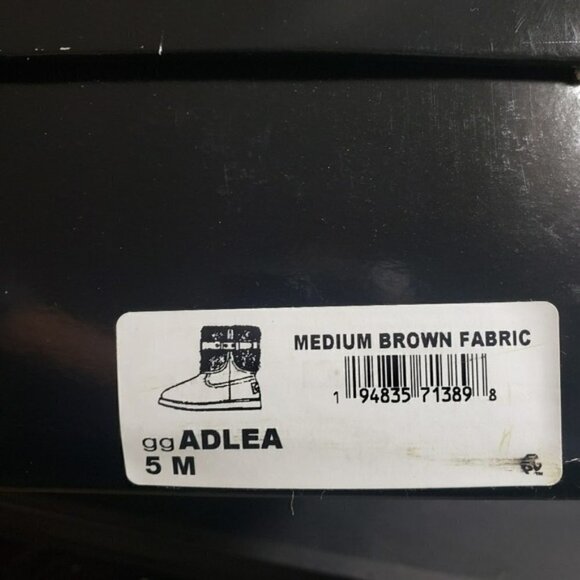 MEDIUM BROWN FABRIC
1 94835 71389 8
ggADLEA
5 M